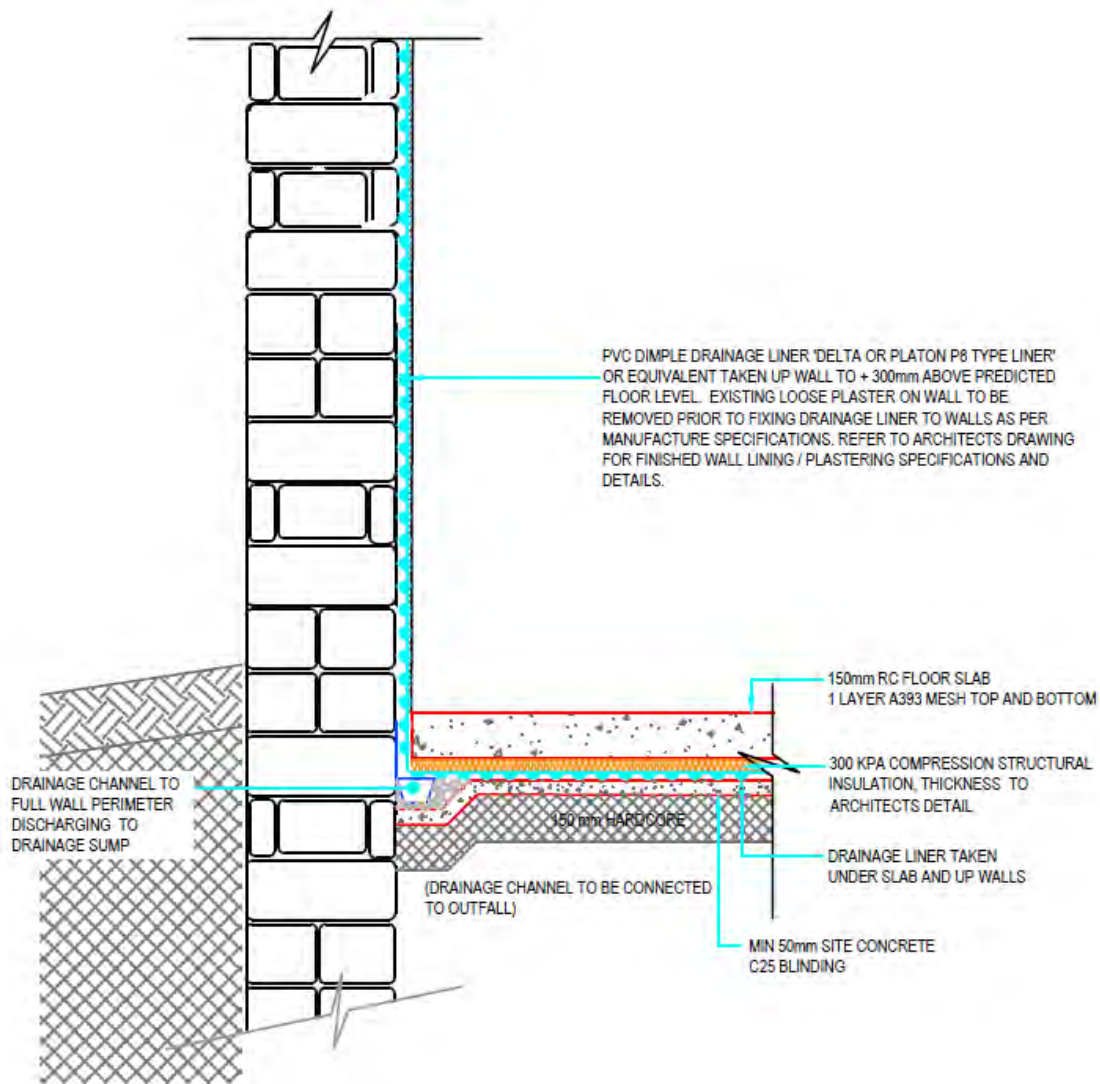 PVC DIMPLE DRAINAGE LINER 'DELTA OR PLATON P8 TYPE LINER'
OR EQUIVALENT TAKEN UP WALL TO + 300mm ABOVE PREDICTED
FLOOR LEVEL. EXISTING LOOSE PLASTER ON WALL TO BE
REMOVED PRIOR TO FIXING DRAINAGE LINER TO WALLS AS PER
MANUFACTURE SPECIFICATIONS. REFER TO ARCHITECTS DRAWING
FOR FINISHED WALL LINING / PLASTERING SPECIFICATIONS AND
DETAILS.
150mm RC FLOOR SLAB
1 LAYER A393 MESH TOP AND BOTTOM
300 KPA COMPRESSION STRUCTURAL
INSULATION, THICKNESS TO
ARCHITECTS DETAIL
DRAINAGE CHANNEL TO
FULL WALL PERIMETER
DISCHARGING TO
DRAINAGE SUMP
150 mm HARDCORE
DRAINAGE LINER TAKEN
UNDER SLAB AND UP WALLS
(DRAINAGE CHANNEL TO BE CONNECTED
TO OUTFALL)
MIN 50mm SITE CONCRETE
C25 BLINDING